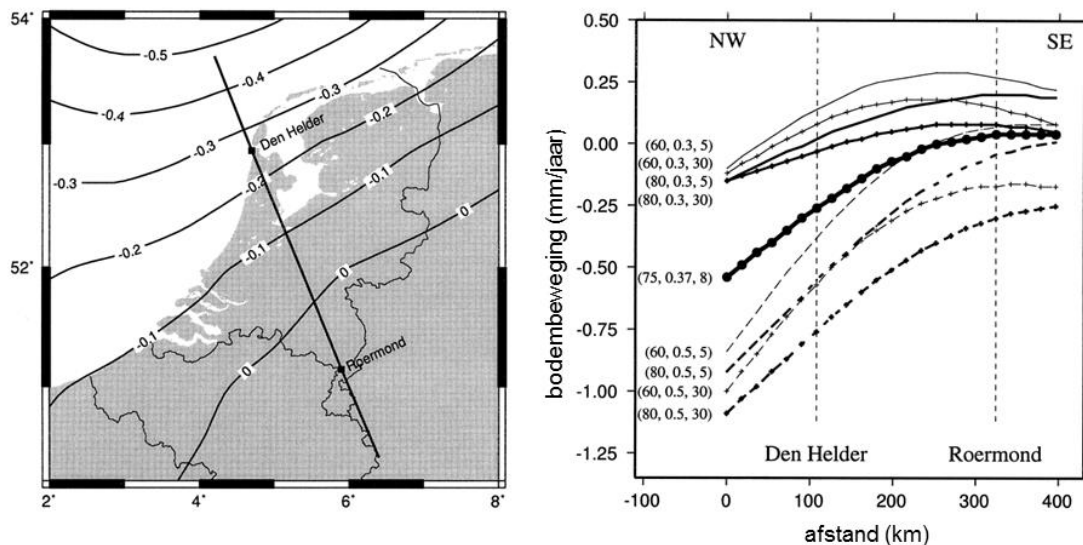 54°
52°
2°
4°
6°
8°
-0.5
-0.4
-0.4
-0.3
-0.3
-0.2
-0.2
-0.2
-0.1
-0.1
-0.1
0
0
0
Den Helder
Roermond
bodembeweging (mm/jaar)
0.50
0.25
0.00
-0.25
-0.50
-0.75
-1.00
-1.25
NW
SE
(60, 0.3, 5)
(60, 0.3, 30)
(80, 0.3, 5)
(80, 0.3, 30)
(75, 0.37, 8)
(60, 0.5, 5)
(80, 0.5, 5)
(60, 0.5, 30)
(80, 0.5, 30)
Den Helder
Roermond
-100
0
100
200
300
400
afstand (km)